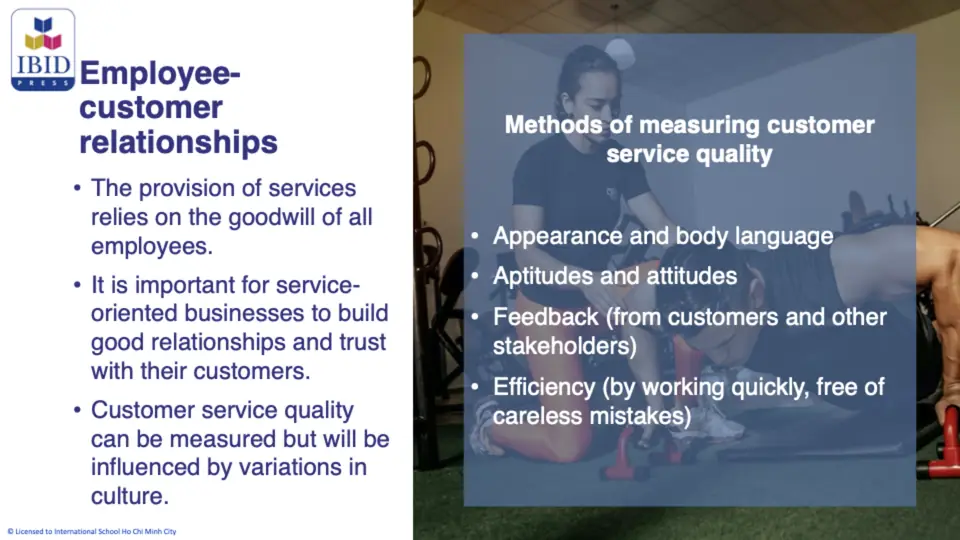 IBID
PRESS
Employee-
customer
relationships
• The provision of services
relies on the goodwill of all
employees.
• It is important for service-
oriented businesses to build
good relationships and trust
with their customers.
• Customer service quality
can be measured but will be
influenced by variations in
culture.
© Licensed to International School Ho Chi Minh City
Methods of measuring customer
service quality
• Appearance and body language
• Aptitudes and attitudes
• Feedback (from customers and other
stakeholders)
• Efficiency (by working quickly, free of
careless mistakes)